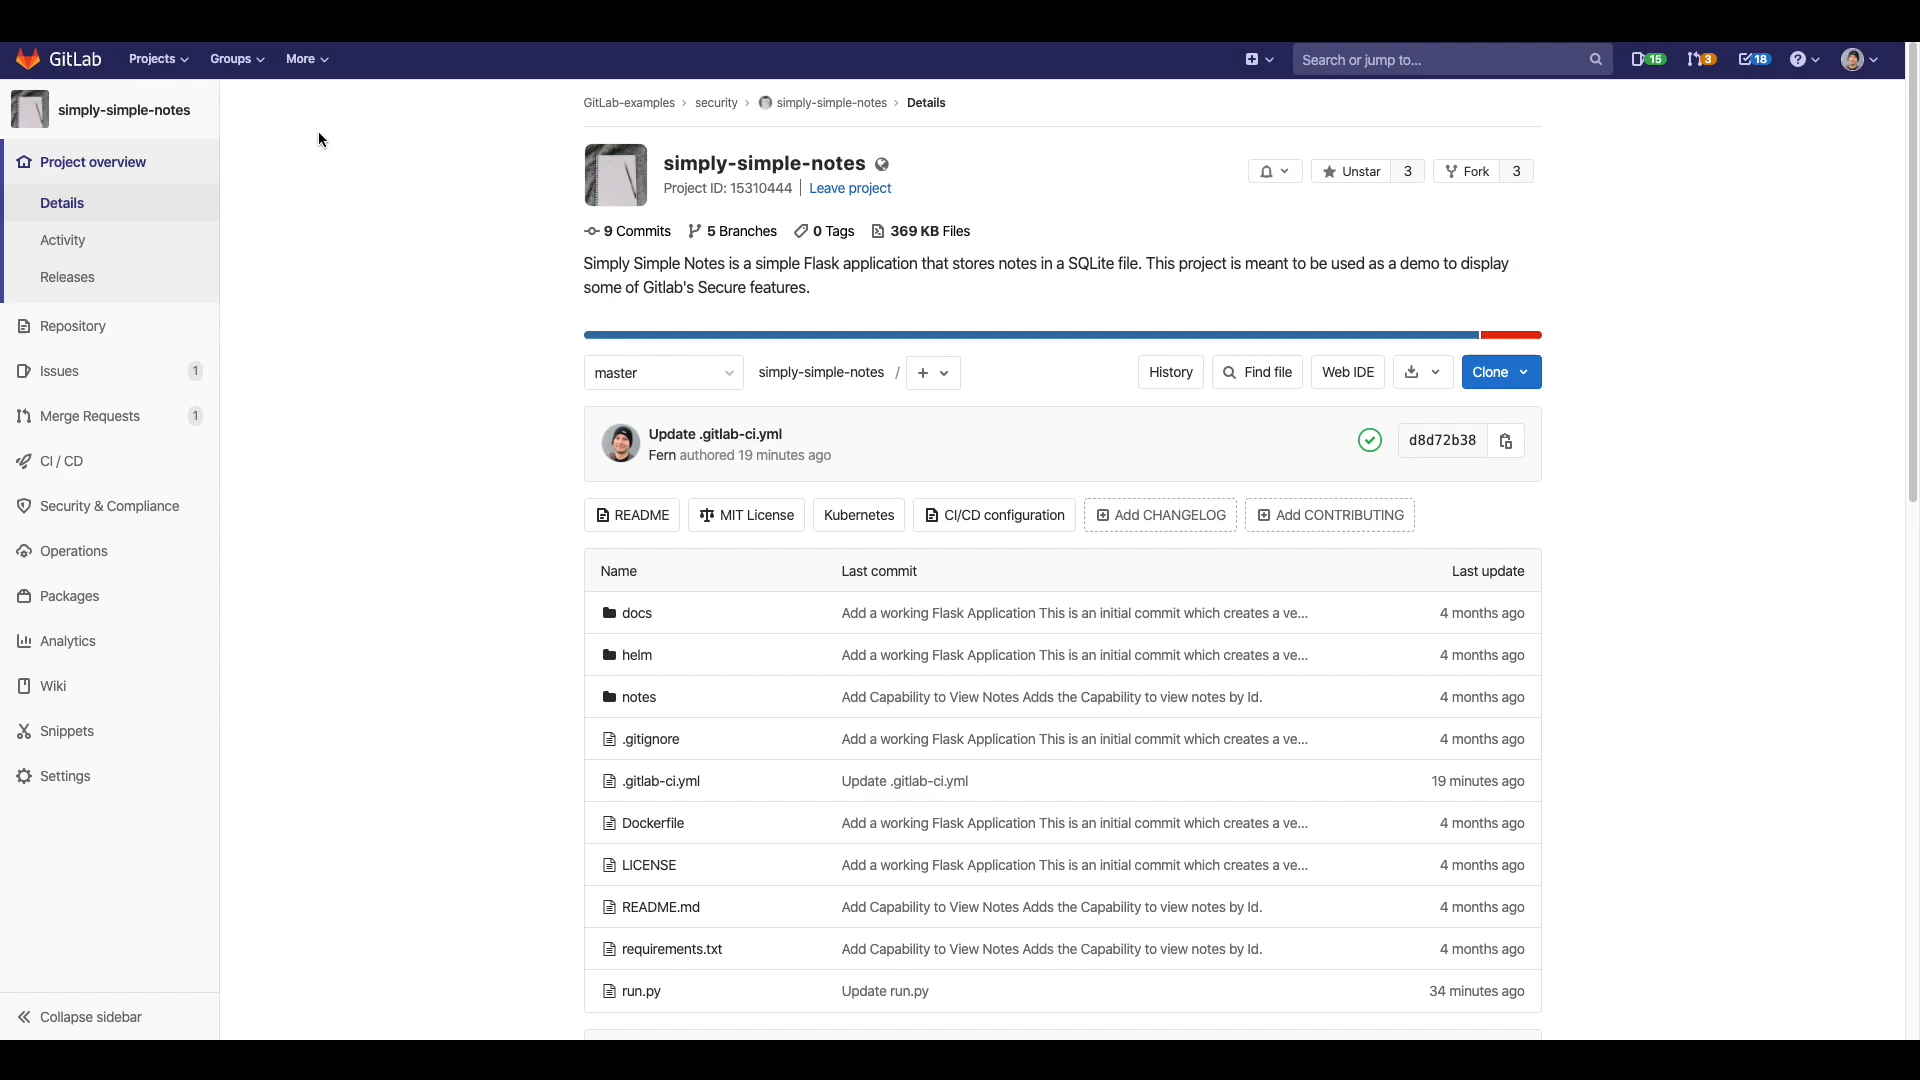 GitLab Projects Groups More Search or jump to... 15 3 18
simply-simple-notes
Project overview
Details
Activity
Releases
Repository
Issues 1
Merge Requests 1
CI / CD
Security & Compliance
Operations
Packages
Analytics
Wiki
Snippets
Settings
Collapse sidebar
GitLab-examples > security > simply-simple-notes > Details
simply-simple-notes
Project ID: 15310444 | Leave project
Unstar 3 Fork 3
9 Commits 5 Branches 0 Tags 369 KB Files
Simply Simple Notes is a simple Flask application that stores notes in a SQLite file. This project is meant to be used as a demo to display
some of Gitlab's Secure features.
master simply-simple-notes / + History Find file Web IDE Clone
Update .gitlab-ci.yml
Fern authored 19 minutes ago
d8d72b38
README MIT License Kubernetes CI/CD configuration Add CHANGELOG Add CONTRIBUTING
Name Last commit Last update
docs Add a working Flask Application This is an initial commit which creates a ve... 4 months ago
helm Add a working Flask Application This is an initial commit which creates a ve... 4 months ago
notes Add Capability to View Notes Adds the Capability to view notes by Id. 4 months ago
.gitignore Add a working Flask Application This is an initial commit which creates a ve... 4 months ago
.gitlab-ci.yml Update .gitlab-ci.yml 19 minutes ago
Dockerfile Add a working Flask Application This is an initial commit which creates a ve... 4 months ago
LICENSE Add a working Flask Application This is an initial commit which creates a ve... 4 months ago
README.md Add Capability to View Notes Adds the Capability to view notes by Id. 4 months ago
requirements.txt Add Capability to View Notes Adds the Capability to view notes by Id. 4 months ago
run.py Update run.py 34 minutes ago